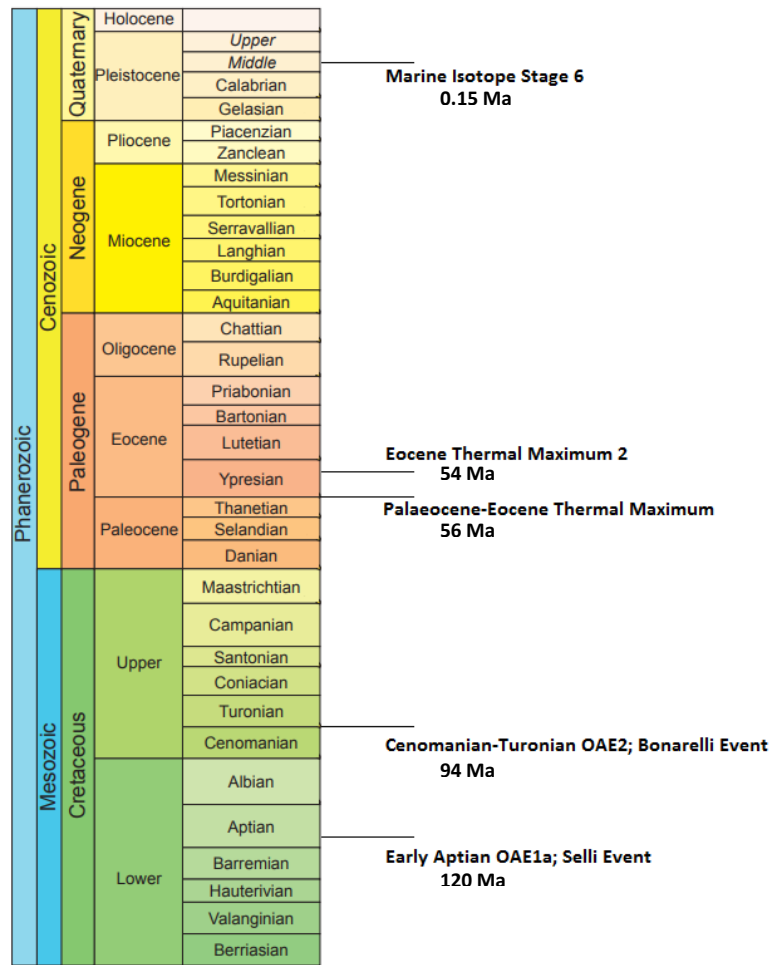 Phanerozoic
Cenozoic
Mesozoic
Quaternary
Neogene
Paleogene
Cretaceous
Holocene
Pleistocene
Upper
Middle
Calabrian
Gelasian
Pliocene
Piacenzian
Zanclean
Miocene
Messinian
Tortonian
Serravallian
Langhian
Burdigalian
Aquitanian
Oligocene
Chattian
Rupelian
Eocene
Priabonian
Bartonian
Lutetian
Ypresian
Paleocene
Thanetian
Selandian
Danian
Upper
Maastrichtian
Campanian
Santonian
Coniacian
Turonian
Cenomanian
Lower
Albian
Aptian
Barremian
Hauterivian
Valanginian
Berriasian
Marine Isotope Stage 6
0.15 Ma
Eocene Thermal Maximum 2
54 Ma
Palaeocene-Eocene Thermal Maximum
56 Ma
Cenomanian-Turonian OAE2; Bonarelli Event
94 Ma
Early Aptian OAE1a; Selli Event
120 Ma